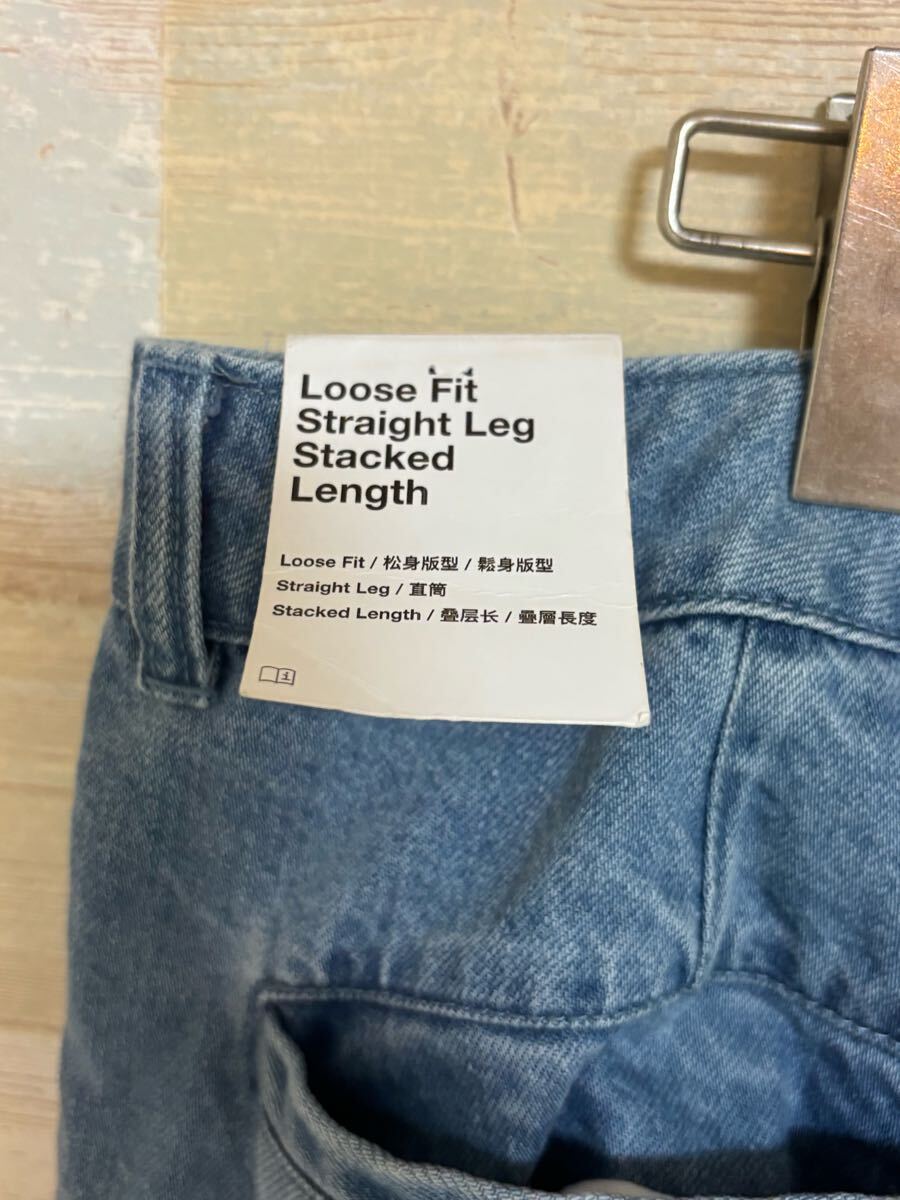 Loose Fit
Straight Leg
Stacked
Length
Loose Fit / 松身版型 / 鬆身版型
Straight Leg / 直筒
Stacked Length / 叠层长 / 疊層長度
i